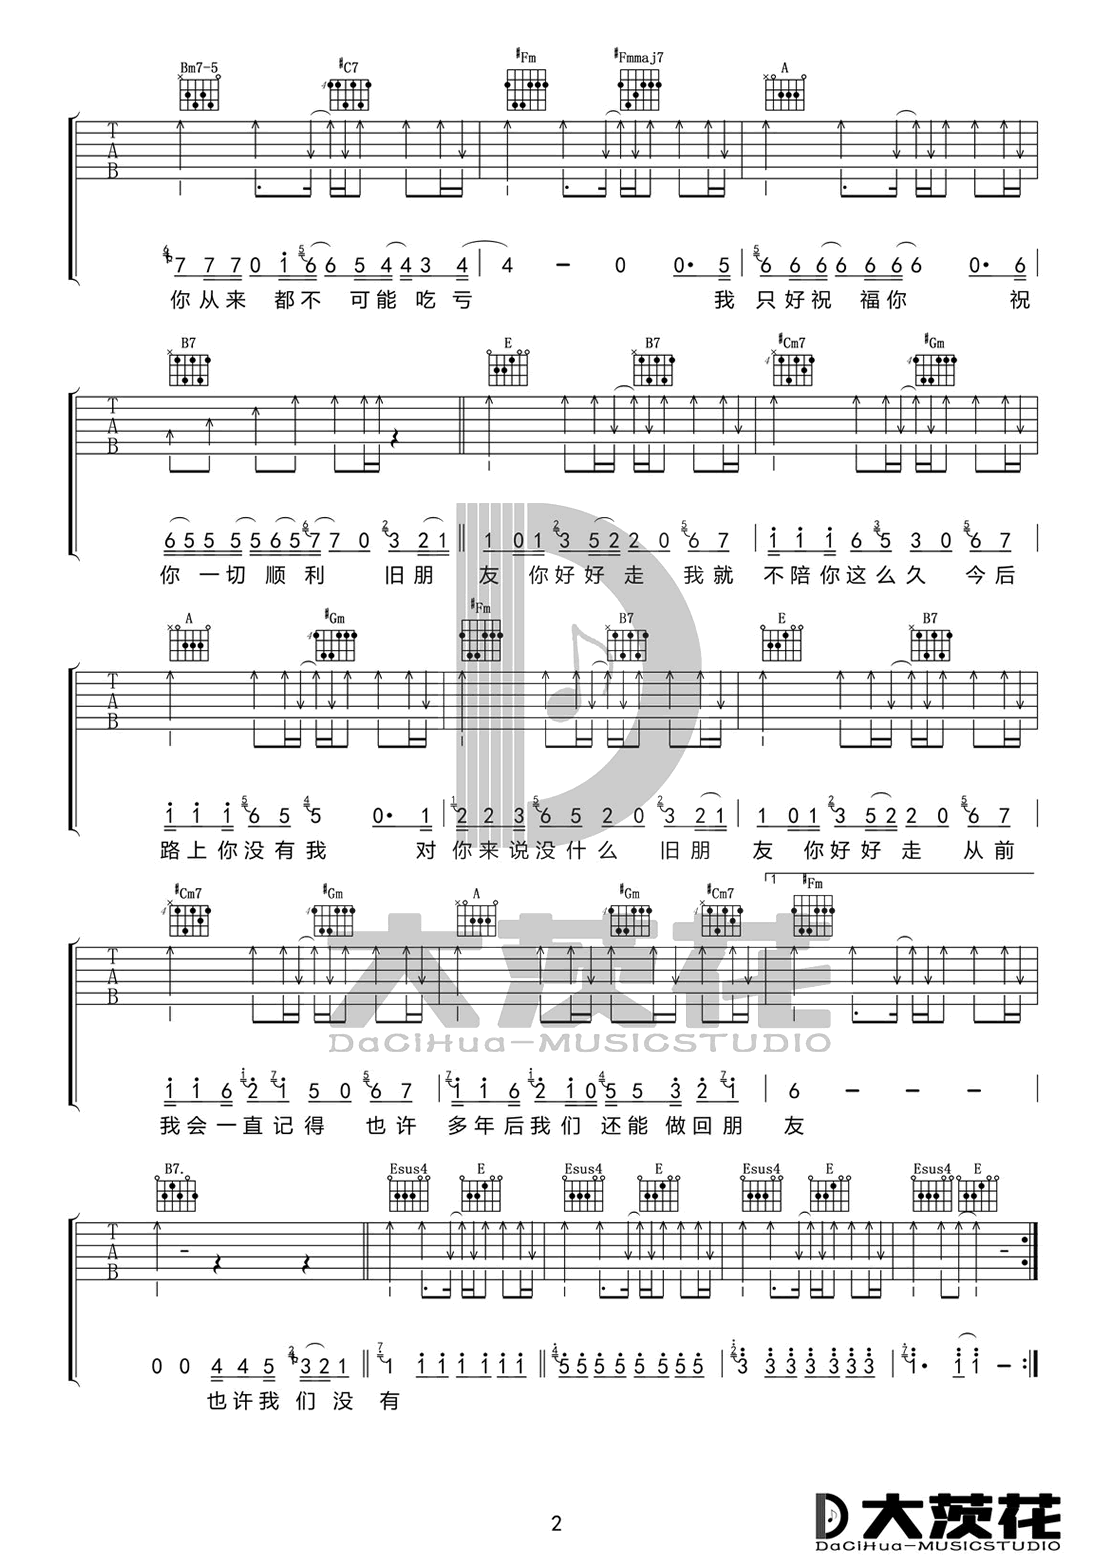 Bm7-5 #C7 #Fm #Fmmaj7 A
T A B
7 7 7 0 1 6 6 5 4 4 3 4 4 - 0 0· 5 6 6 6 6 6 6 6 0· 6
你从来 都不 可能吃亏 我 只好祝 福你 祝
B7 E B7 #Cm7 #Gm
T A B
6 5 5 5 5 6 5 7 7 0 3 2 1 1 0 1 3 5 2 2 0 6 7 1 1 1 6 5 3 0 6 7
你 一切 顺利 旧朋 友 你好好 走 我就 不陪你这么久 今后
A #Gm #Fm B7 E B7
T A B
1 1 1 6 5 5 5 0· 1 2 2 3 6 5 2 0 3 2 1 1 0 1 3 5 2 2 0 6 7
路上你没有我 对 你来说没什么 旧朋 友 你好好 走 从前
#Cm7 #Gm A #Gm #Cm7 1 #Fm
T A B
1 1 6 2 1 5 0 6 7 1 1 6 2 1 0 5 5 3 2 1 6 - - -
大茨花
DaCiHua-MUSICSTUDIO
我会一直记得 也许 多年后我们 还能 做回朋 友
B7. Esus4 E Esus4 E Esus4 E Esus4 E
T A B
0 0 4 4 5 3 2 1 1 1 1 1 1 1 1 5 5 5 5 5 5 5 5 3 3 3 3 3 3 3 1· 1 1 -
也许我 们没 有
2
大茨花
DaCiHua-MUSICSTUDIO